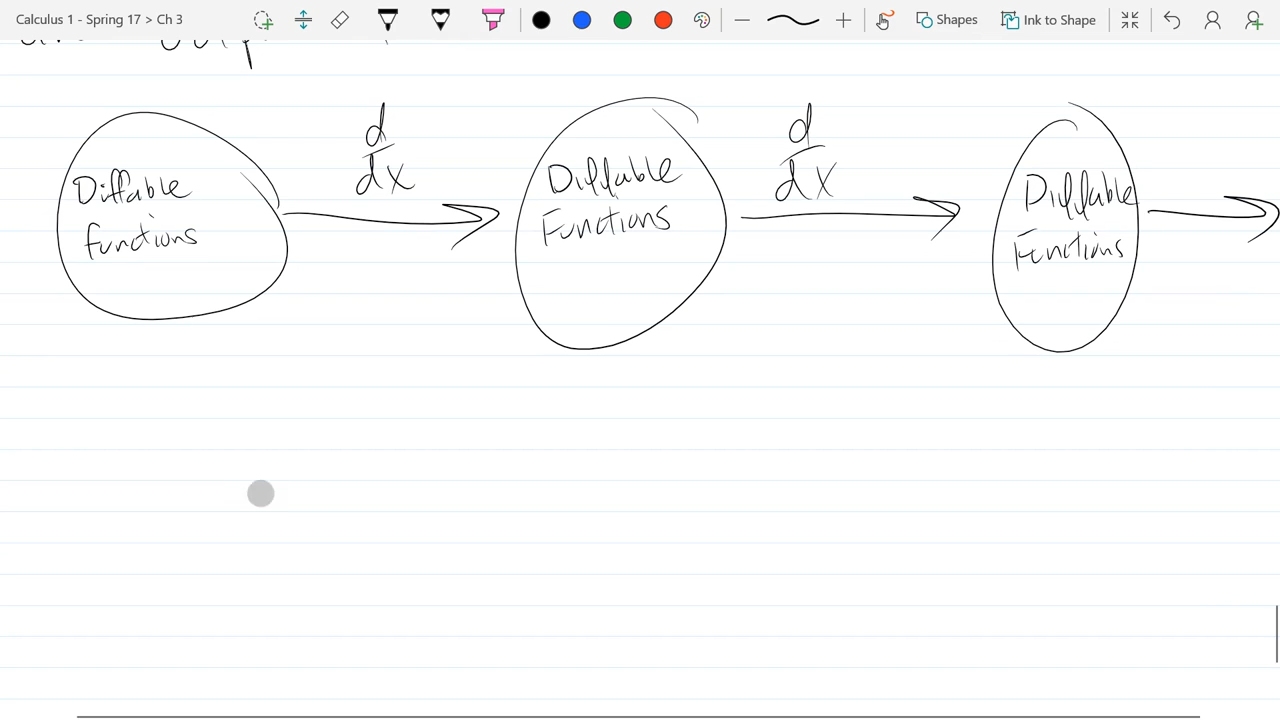 Calculus 1 - Spring 17 > Ch 3
Shapes
Ink to Shape
d
dx
d
dx
Diffable
functions
Diffable
Functions
Diffable
Functions